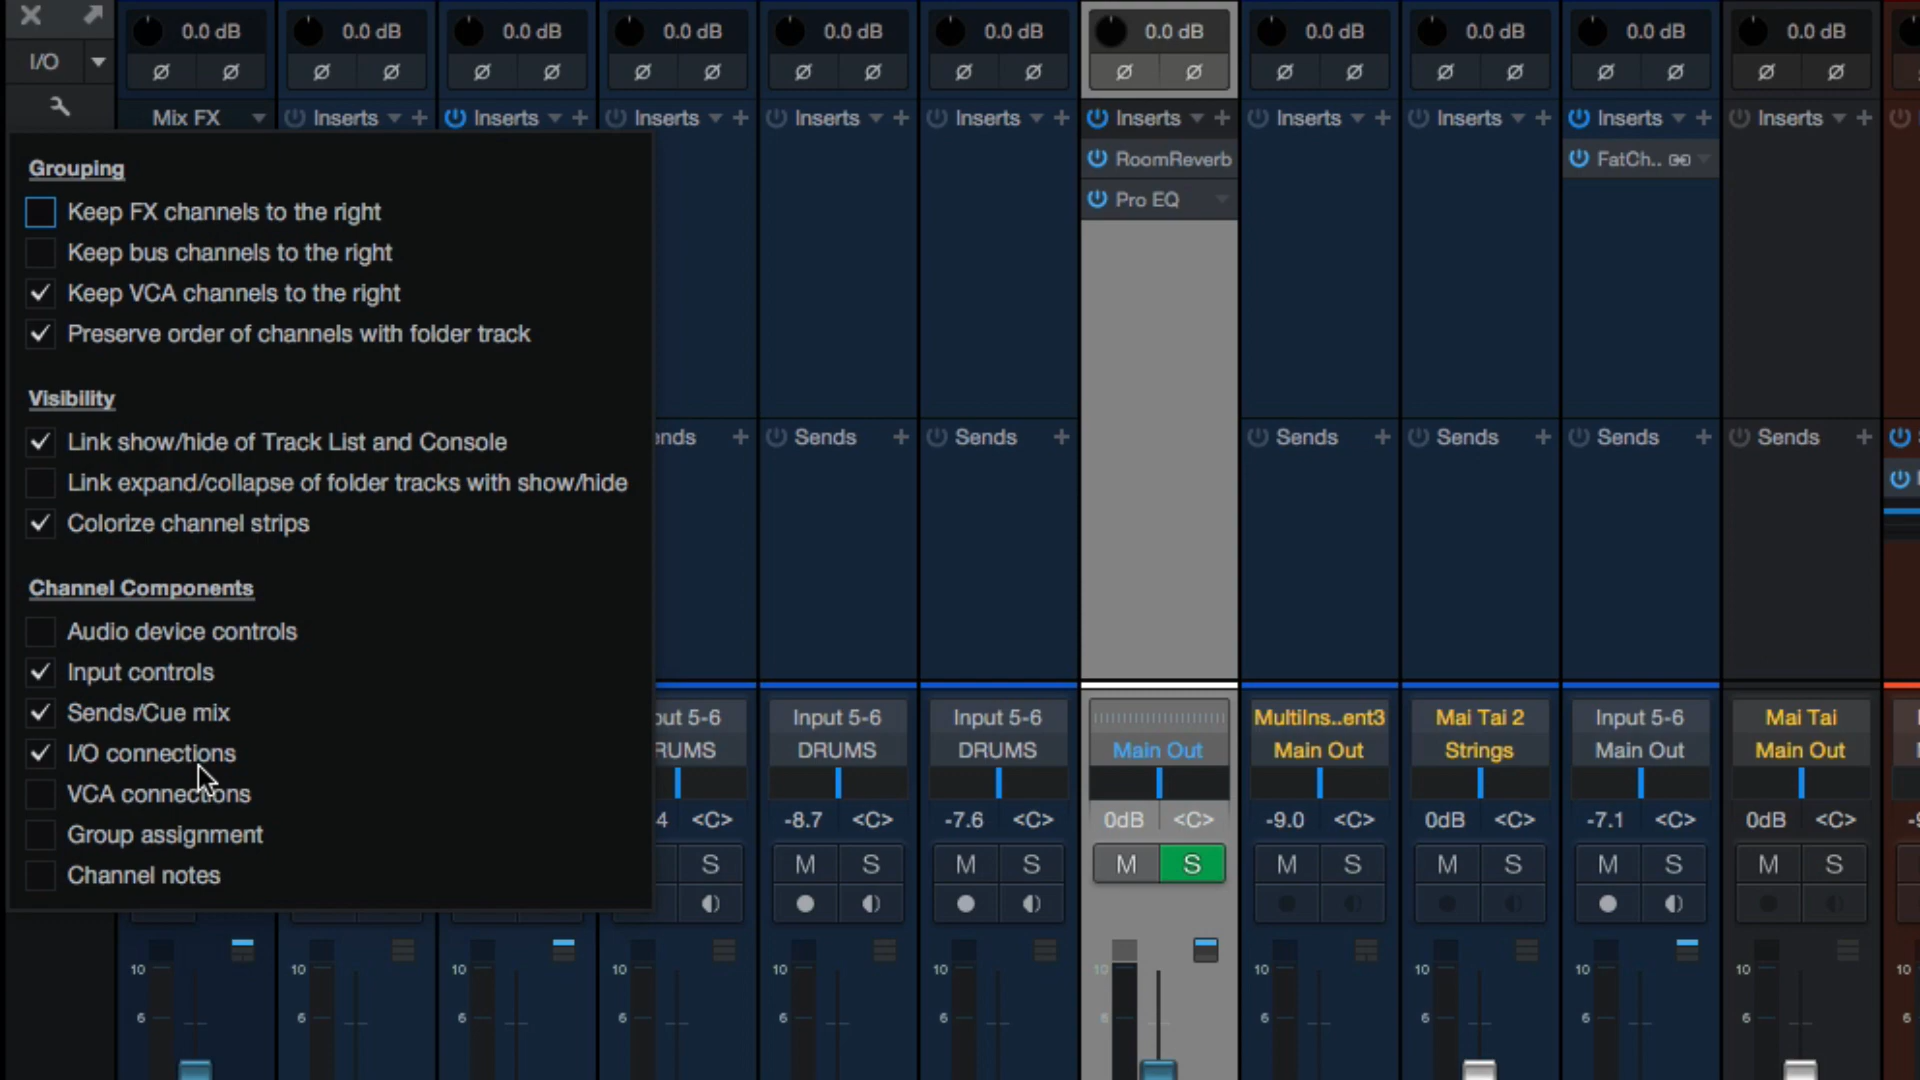 0.0 dB 0.0 dB 0.0 dB 0.0 dB 0.0 dB 0.0 dB 0.0 dB 0.0 dB 0.0 dB 0.0 dB 0.0 dB
I/O Ø Ø Ø Ø Ø Ø Ø Ø Ø Ø Ø Ø Ø Ø Ø Ø Ø Ø Ø Ø Ø Ø
Mix FX Inserts + Inserts + Inserts + Inserts + Inserts + Inserts + Inserts + Inserts + Inserts + Inserts +
RoomReverb FatCh..
Pro EQ
Grouping
Keep FX channels to the right
Keep bus channels to the right
Keep VCA channels to the right
Preserve order of channels with folder track
Visibility
Link show/hide of Track List and Console
Link expand/collapse of folder tracks with show/hide
Colorize channel strips
Channel Components
Audio device controls
Input controls
Sends/Cue mix
I/O connections
VCA connections
Group assignment
Channel notes
ends + Sends + Sends + Sends + Sends + Sends + Sends +
out 5-6 Input 5-6 Input 5-6 MultiIns..ent3 Mai Tai 2 Input 5-6 Mai Tai
RUMS DRUMS DRUMS Main Out Main Out Strings Main Out Main Out
4 <C> -8.7 <C> -7.6 <C> 0dB <C> -9.0 <C> 0dB <C> -7.1 <C> 0dB <C>
S M S M S M S M S M S M S M S
10 10 10 10 10 10 10 10 10 10 10 10
6 6 6 6 6 6 6 6 6 6 6 6